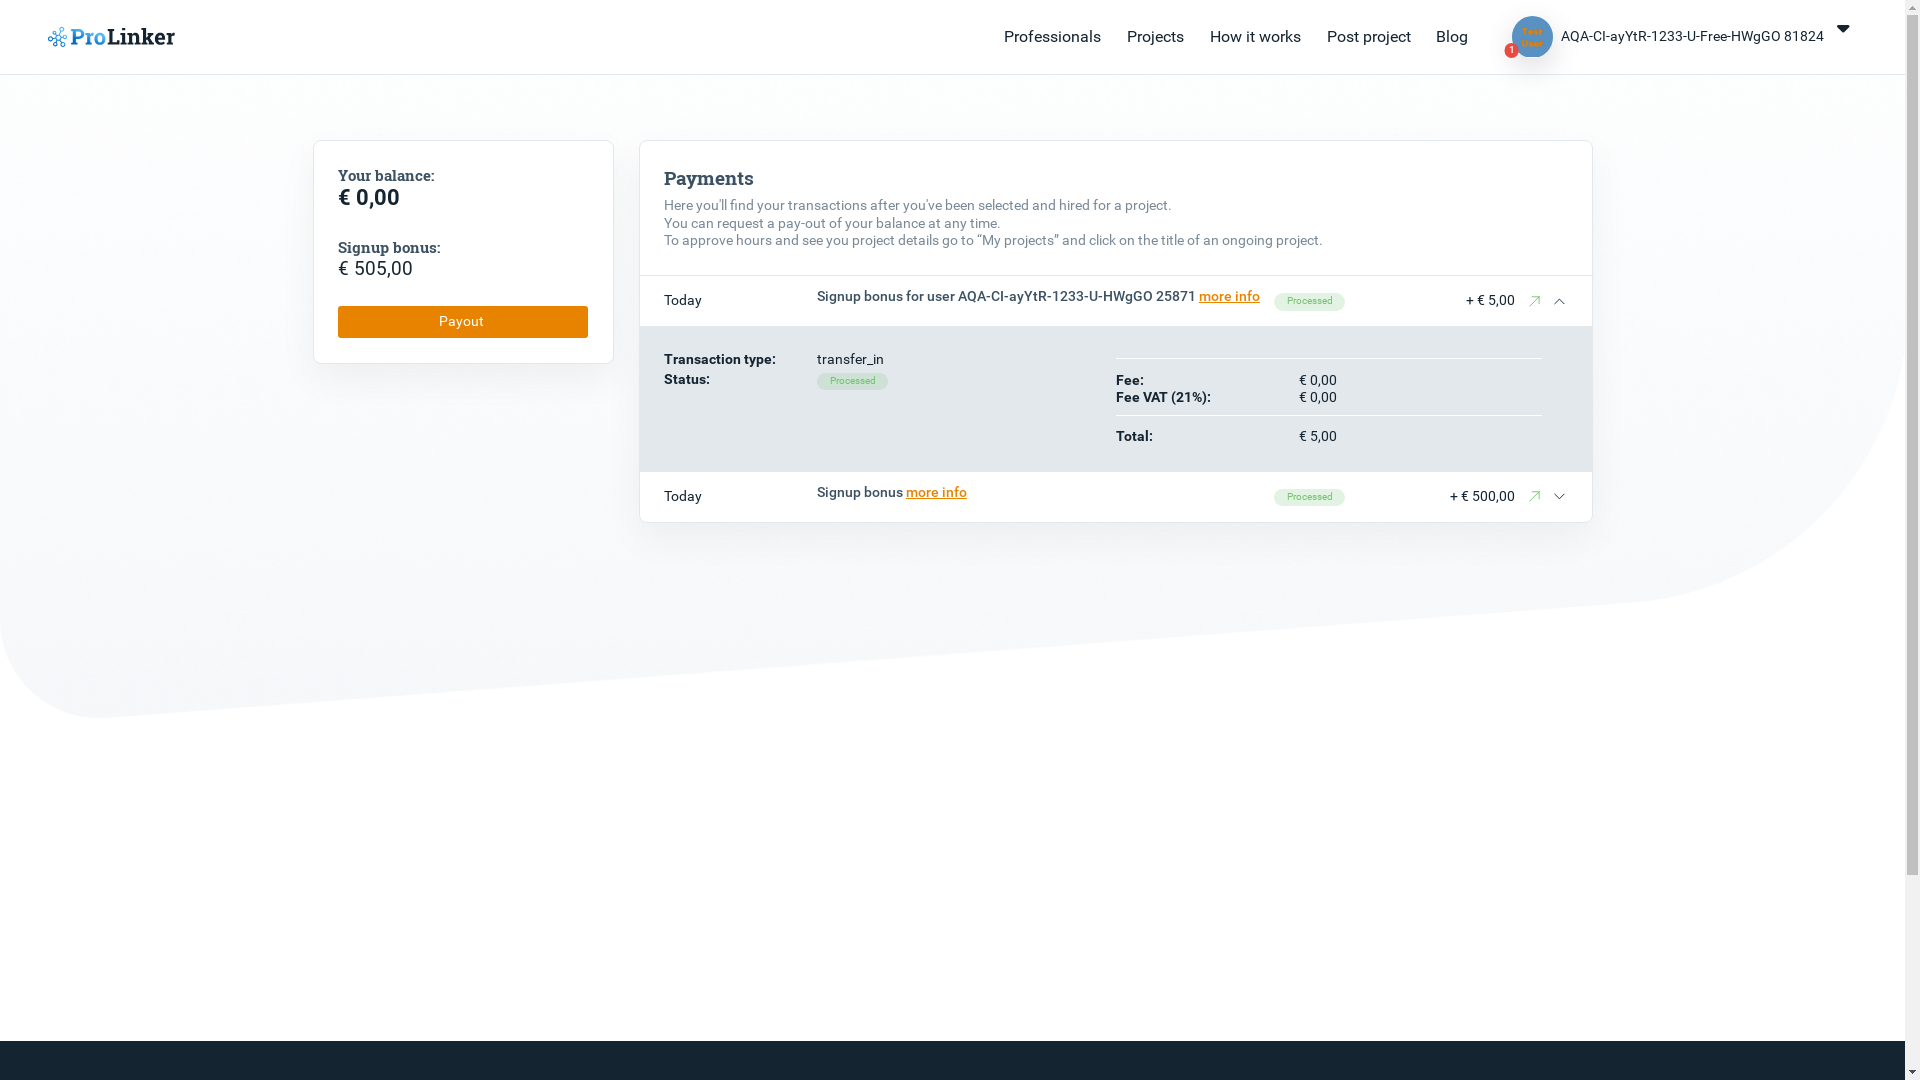 ProLinker
Professionals
Projects
How it works
Post project
Blog
Test
User
1
AQA-CI-ayYtR-1233-U-Free-HWgGO 81824
Your balance:
€ 0,00
Signup bonus:
€ 505,00
Payout
Payments
Here you'll find your transactions after you've been selected and hired for a project.
You can request a pay-out of your balance at any time.
To approve hours and see you project details go to “My projects” and click on the title of an ongoing project.
Today Signup bonus for user AQA-CI-ayYtR-1233-U-HWgGO 25871 more info Processed + € 5,00
Transaction type: transfer_in
Status: Processed
Fee: € 0,00
Fee VAT (21%): € 0,00
Total: € 5,00
Today Signup bonus more info Processed + € 500,00